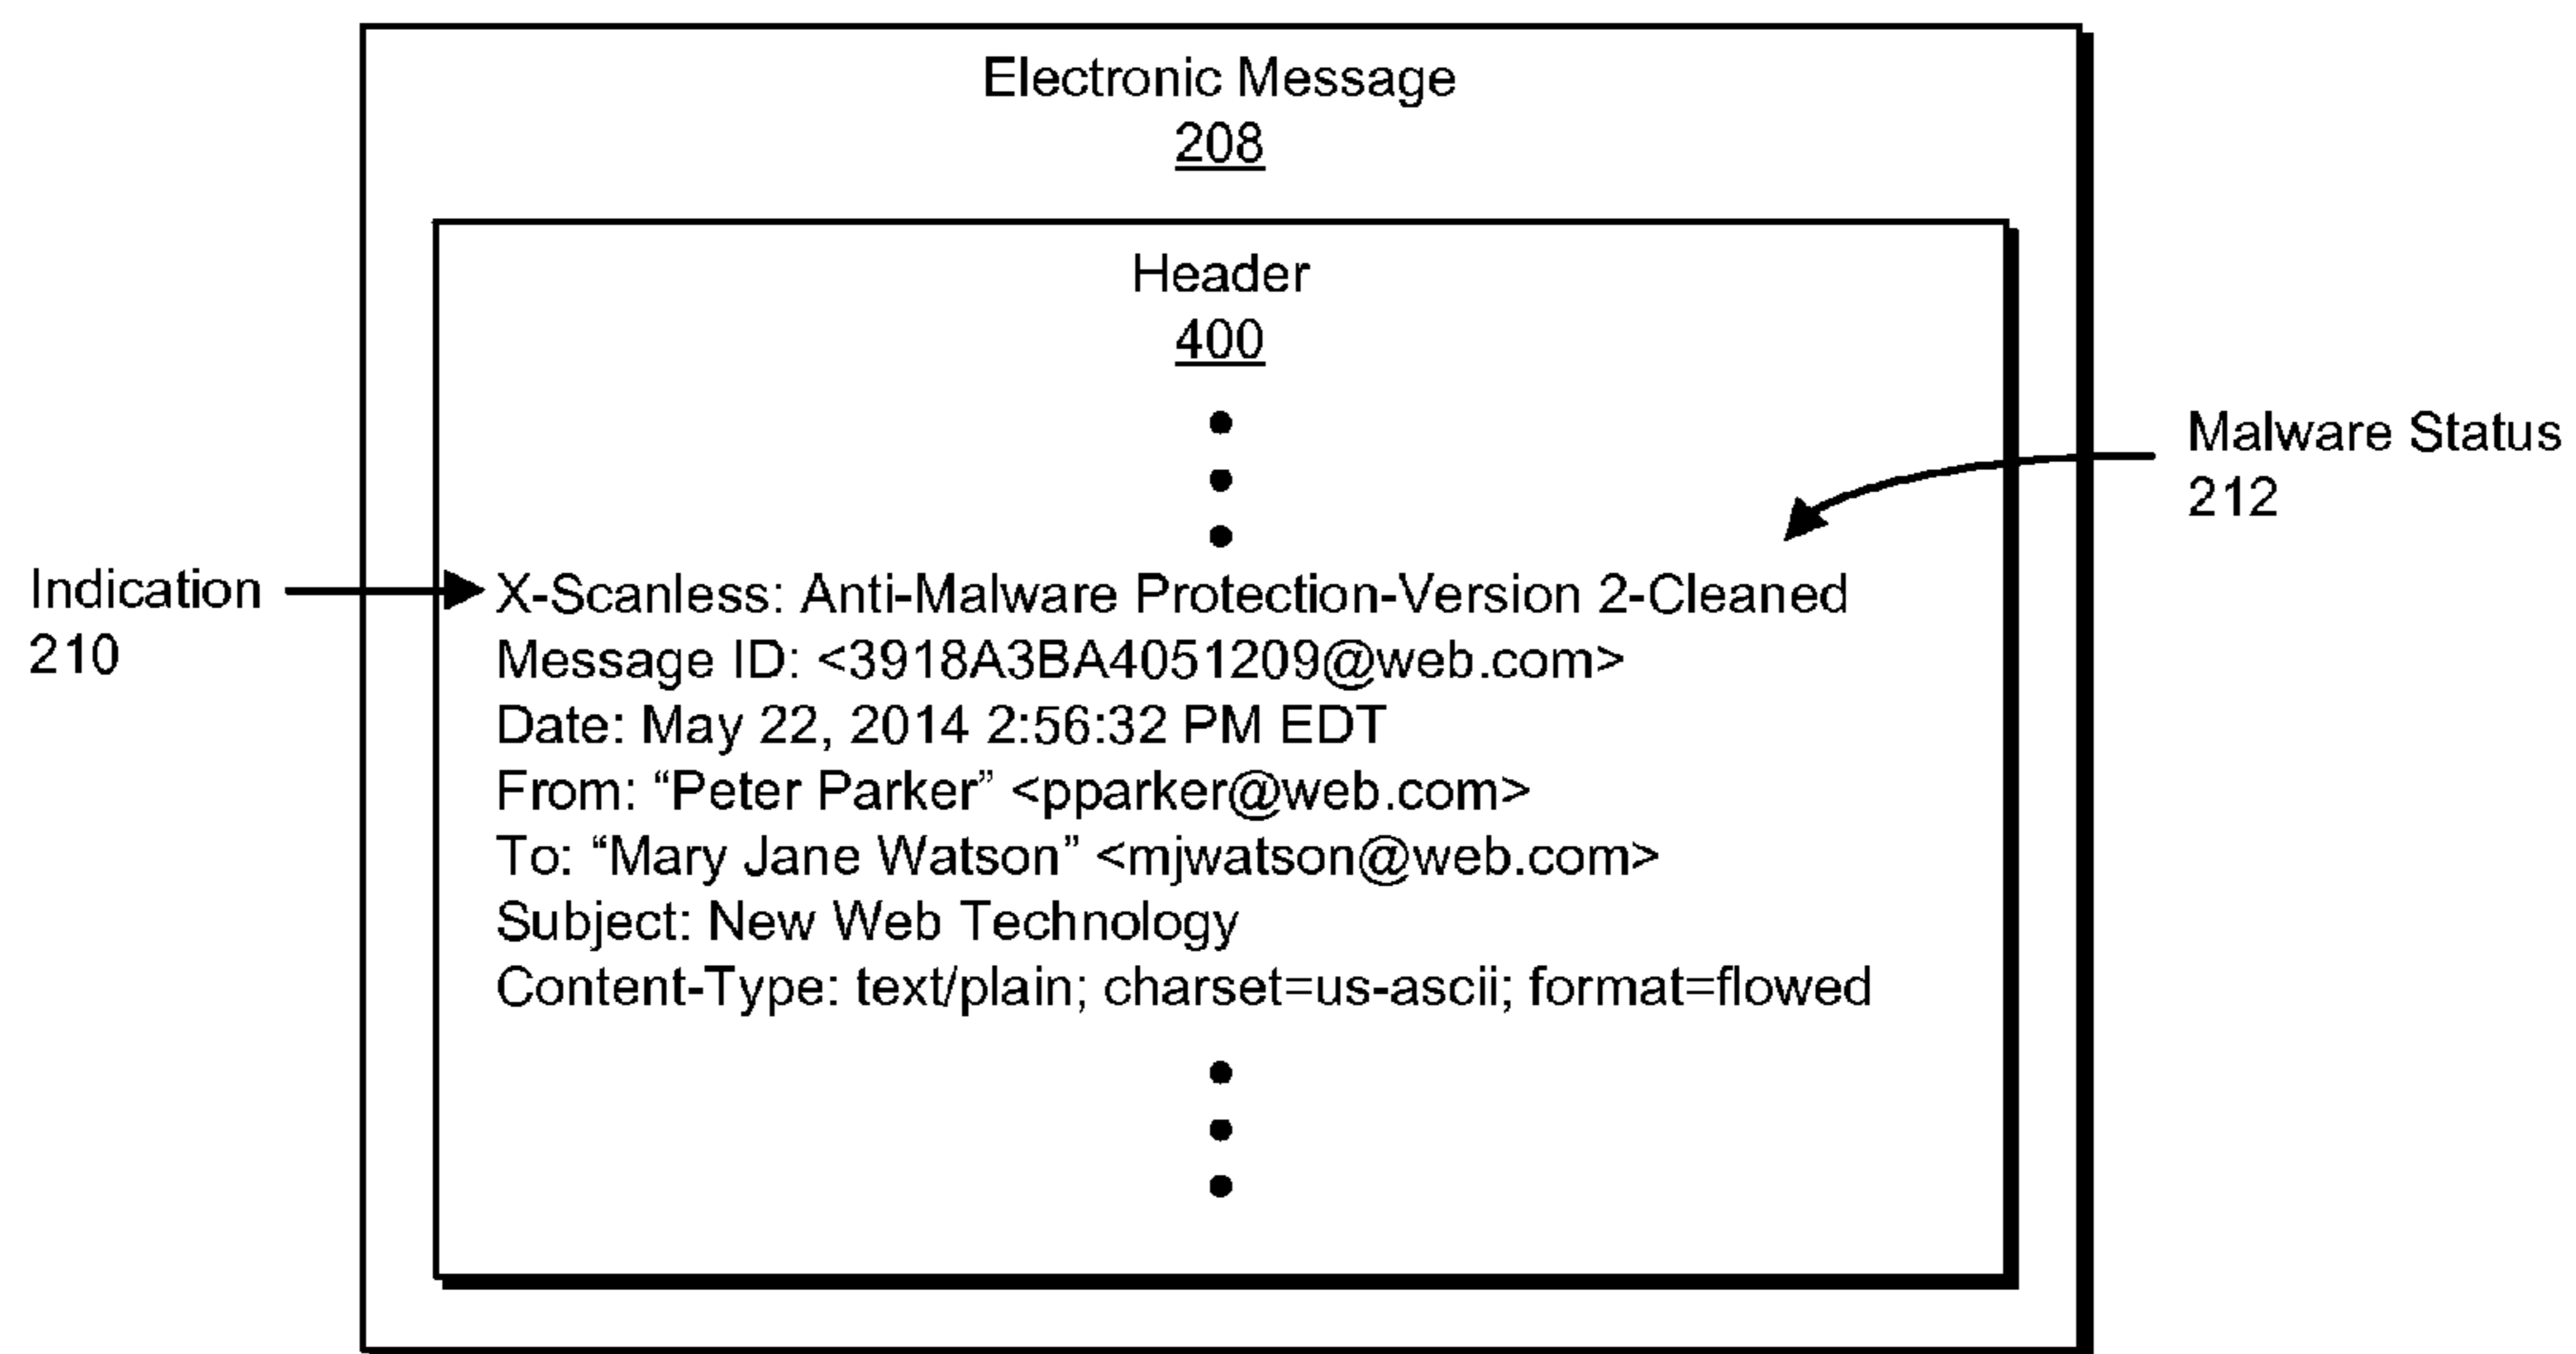 Electronic Message
208
Header
400
Malware Status
212
Indication
210
X-Scanless: Anti-Malware Protection-Version 2-Cleaned
Message ID: <3918A3BA4051209@web.com>
Date: May 22, 2014 2:56:32 PM EDT
From: “Peter Parker” <pparker@web.com>
To: “Mary Jane Watson” <mjwatson@web.com>
Subject: New Web Technology
Content-Type: text/plain; charset=us-ascii; format=flowed